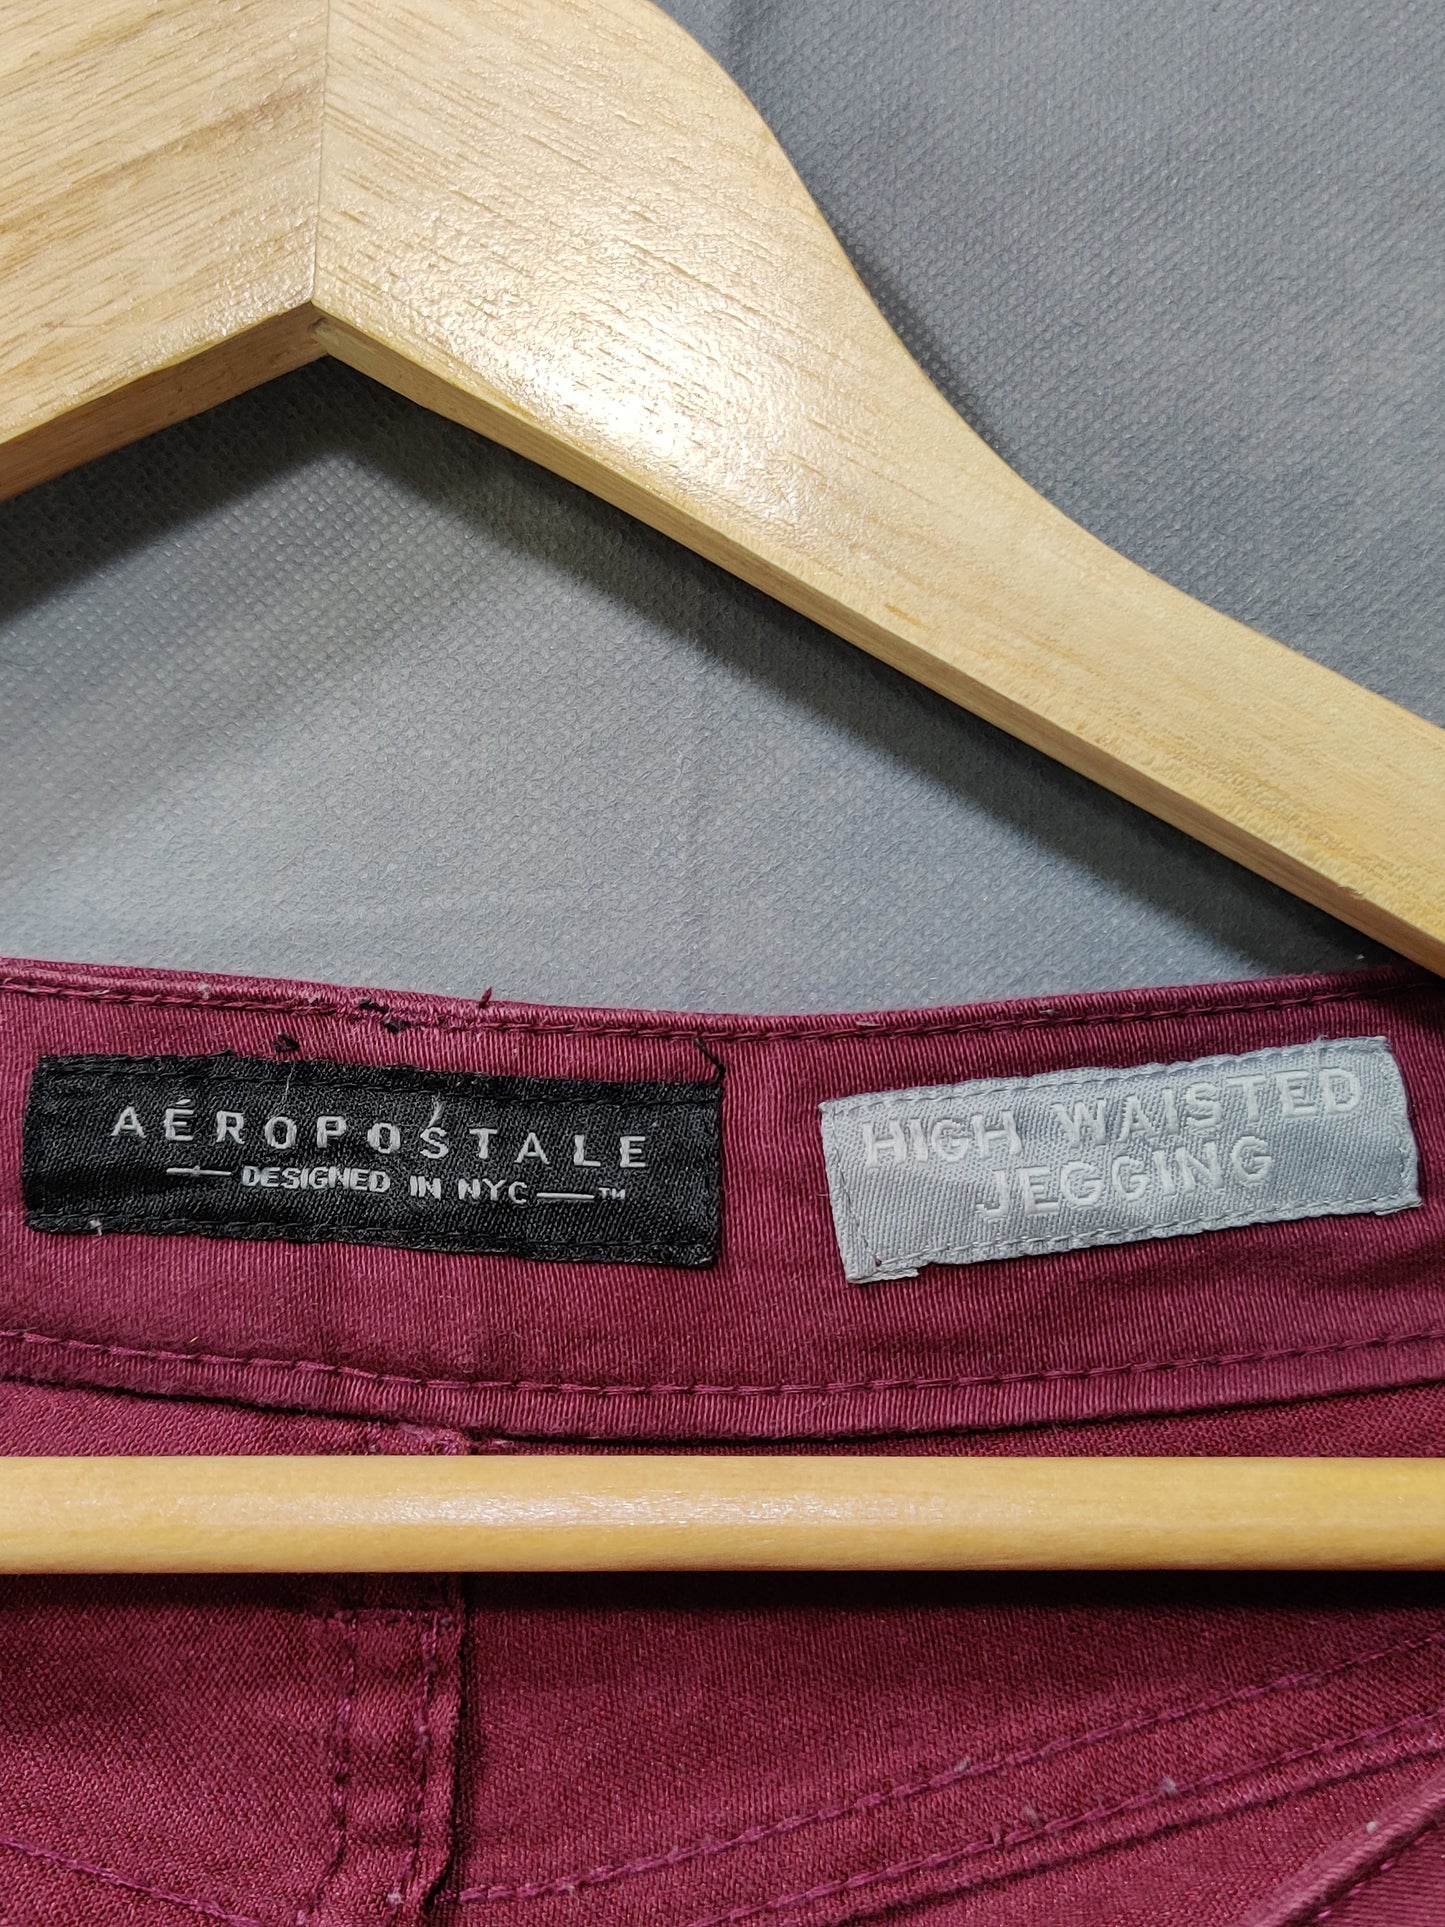 AÉROPOSTALE
DESIGNED IN NYC ™
HIGH WAISTED
JEGGING